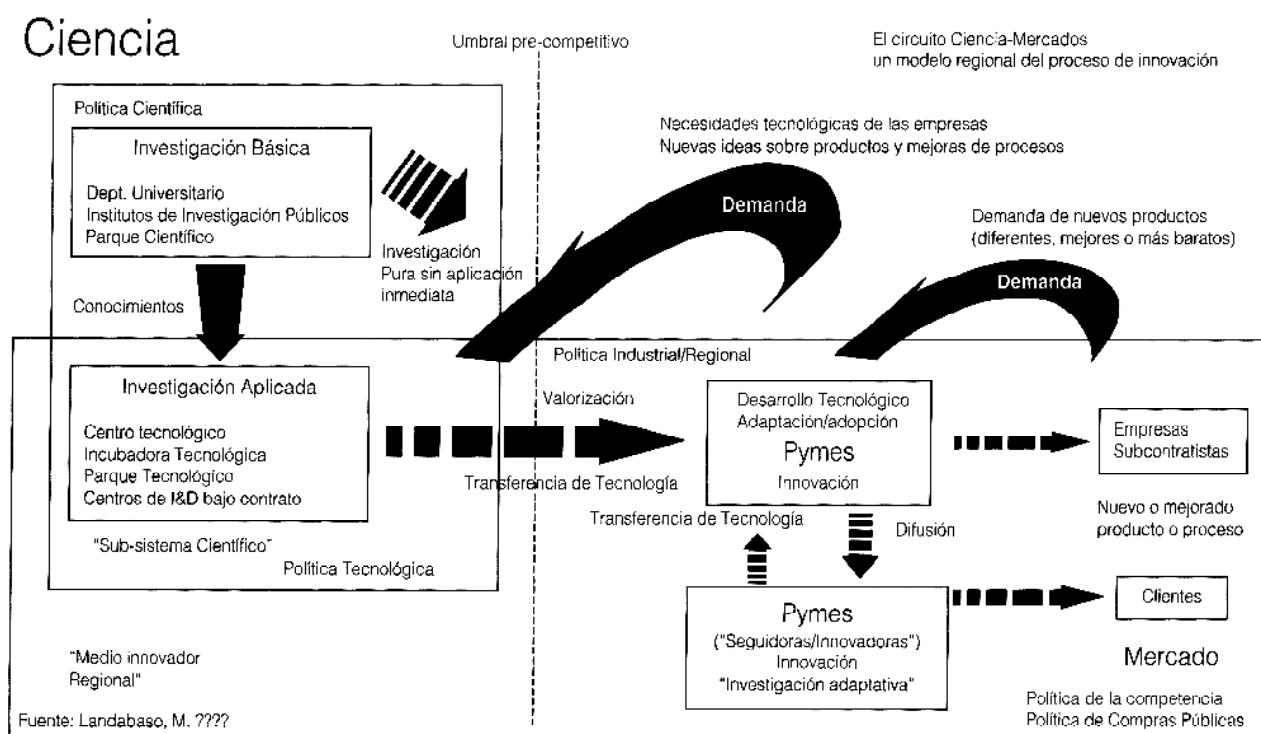 Ciencia
Umbral pre-competitivo
El circuito Ciencia-Mercados
un modelo regional del proceso de innovación
Política Científica
Investigación Básica
Dept. Universitario
Institutos de Investigación Públicos
Parque Científico
Investigación
Pura sin aplicación
inmediata
Necesidades tecnológicas de las empresas
Nuevas ideas sobre productos y mejoras de procesos
Demanda
Demanda de nuevos productos
(diferentes, mejores o más baratos)
Demanda
Conocimientos
Política Industrial/Regional
Investigación Aplicada
Centro tecnológico
Incubadora Tecnológica
Parque Tecnológico
Centros de I&D bajo contrato
"Sub-sistema Científico"
Política Tecnológica
Valorización
Transferencia de Tecnología
Desarrollo Tecnológico
Adaptación/adopción
Pymes
Innovación
Empresas
Subcontratistas
Nuevo o mejorado
producto o proceso
Transferencia de Tecnología
Difusión
Pymes
("Seguidoras/Innovadoras")
Innovación
"Investigación adaptativa"
Clientes
Mercado
Política de la competencia
Política de Compras Públicas
"Medio innovador
Regional"
Fuente: Landabaso, M. ????